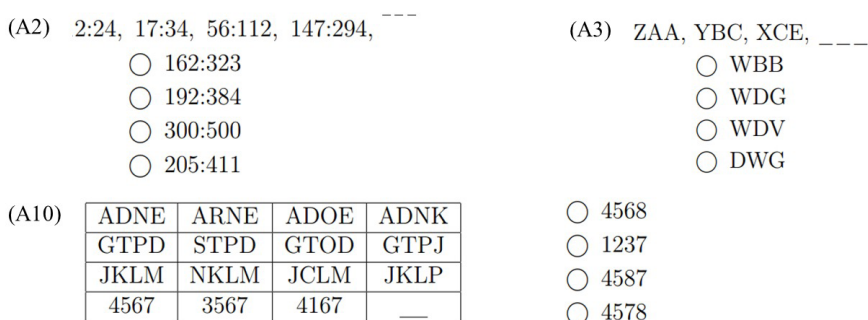 (A2) 2:24, 17:34, 56:112, 147:294, ___
162:323
192:384
300:500
205:411
(A3) ZAA, YBC, XCE, ___
WBB
WDG
WDV
DWG
(A10) ADNE ARNE ADOE ADNK
GTPD STPD GTOD GTPJ
JKLM NKLM JCLM JKLP
4567 3567 4167 __
4568
1237
4587
4578